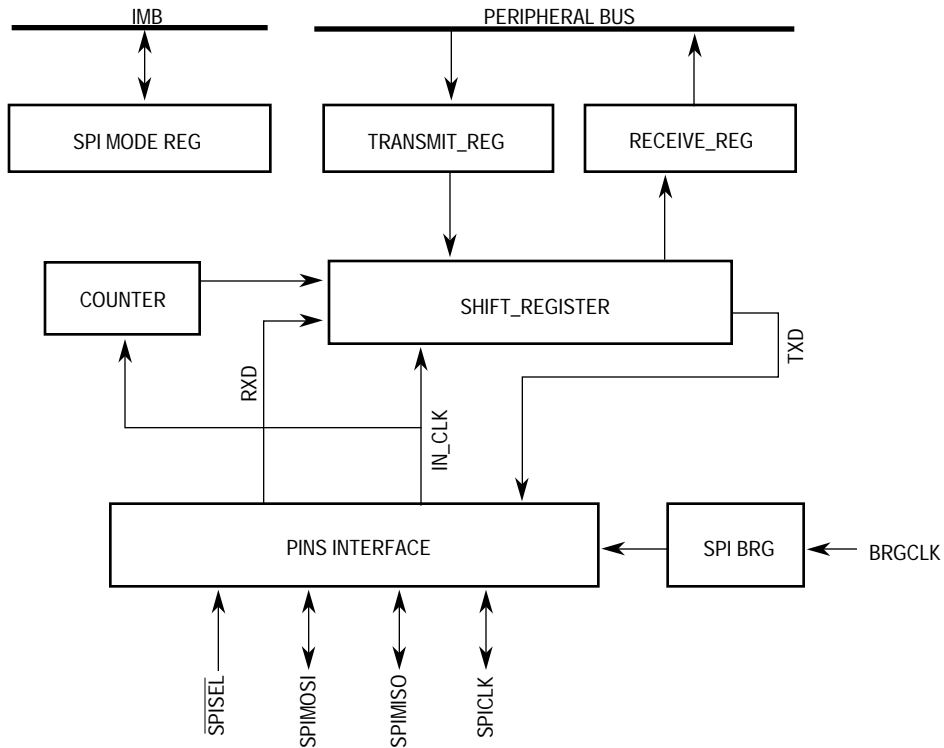 IMB
PERIPHERAL BUS
SPI MODE REG
TRANSMIT_REG
RECEIVE_REG
COUNTER
SHIFT_REGISTER
RXD
IN_CLK
TXD
PINS INTERFACE
SPI BRG
BRGCLK
SPISEL
SPIMOSI
SPIMISO
SPICLK